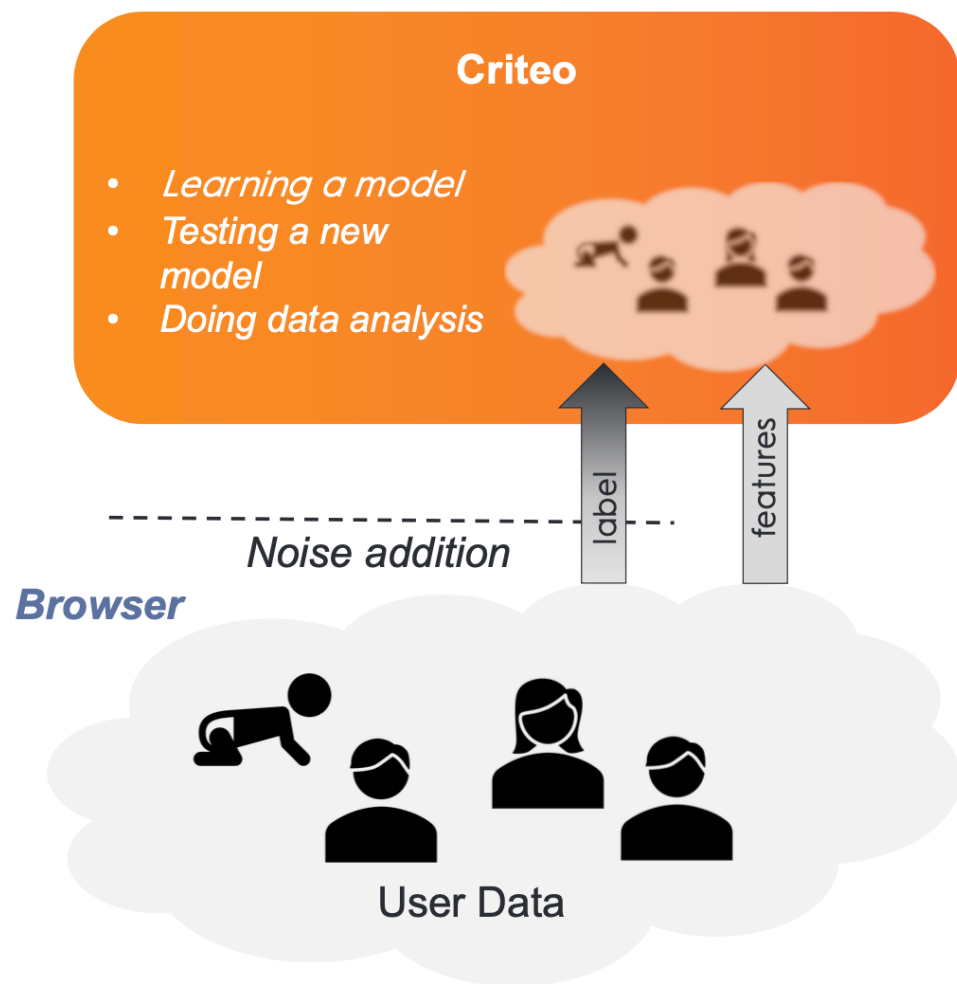 Criteo
• Learning a model
• Testing a new
model
• Doing data analysis
label
features
Noise addition
Browser
User Data